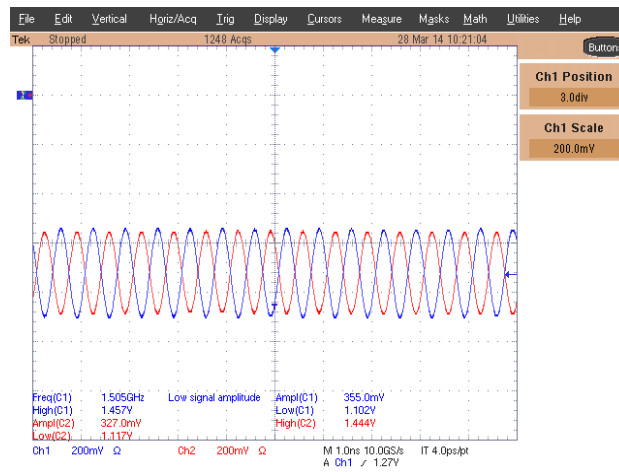 File Edit Vertical Horiz/Acq Trig Display Cursors Measure Masks Math Utilities Help
Tek Stopped 1248 Acqs 28 Mar 14 10:21:04
Buttons
Ch1 Position
3.0div
Ch1 Scale
200.0mV
T
Freq(C1) 1.505GHz Low signal amplitude Ampl(C1) 355.0mV
High(C1) 1.457V Low(C1) 1.102V
Ampl(C2) 327.0mV High(C2) 1.444V
Low(C2) 1.117V
Ch1 200mV Ω Ch2 200mV Ω M 1.0ns 10.0GS/s IT 4.0ps/pt
A Ch1 ∕ 1.27V